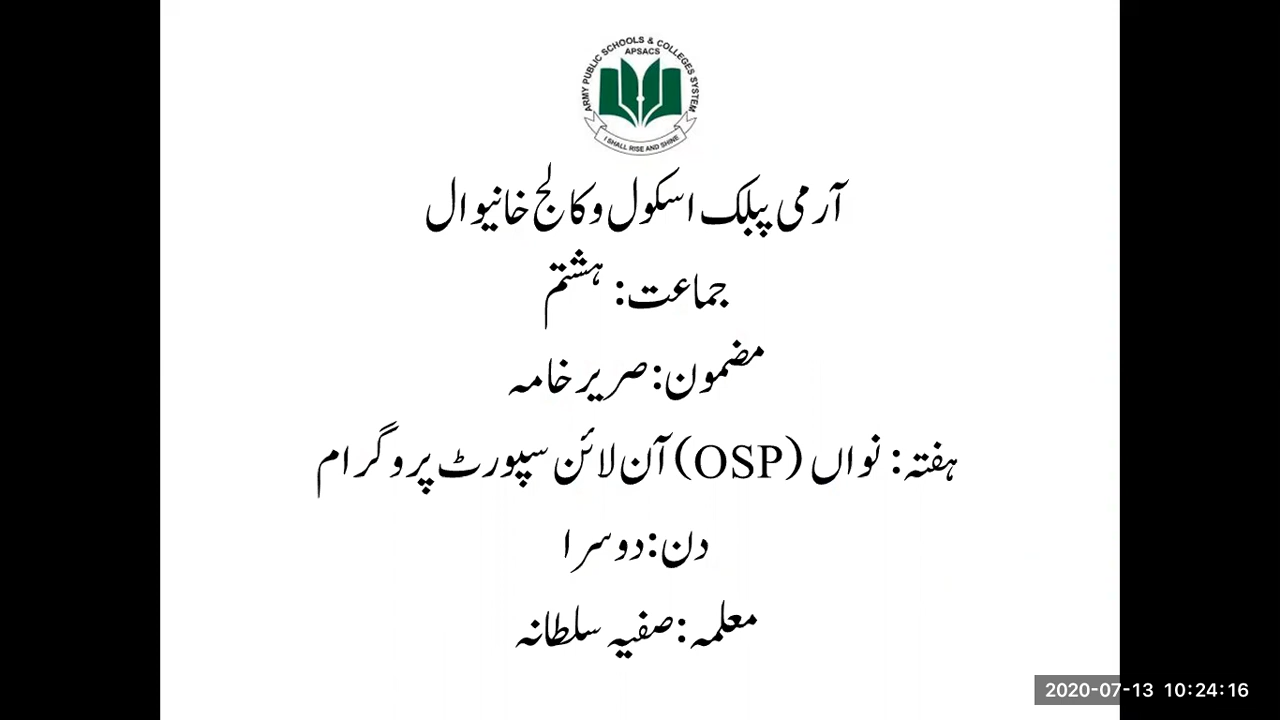 ARMY PUBLIC SCHOOLS & COLLEGES SYSTEM
APSACS
I SHALL RISE AND SHINE
آرمی پبلک اسکول و کالج خانیوال
جماعت: ہشتم
مضمون: صریر خامہ
ہفتہ: نواں (OSP) آن لائن سپورٹ پروگرام
دن: دوسرا
معلمہ: صفیہ سلطانہ
2020-07-13 10:24:16